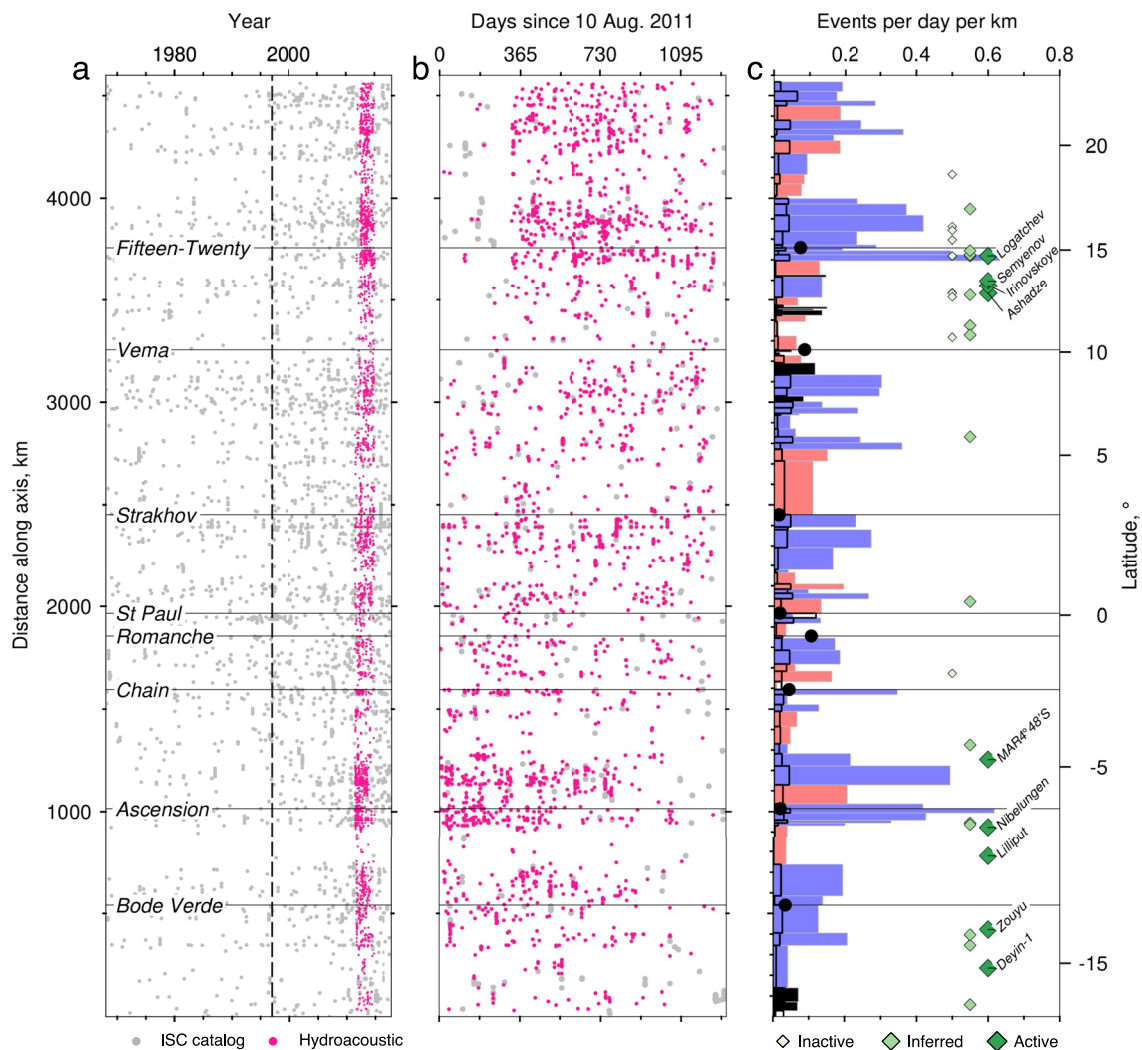 Year
Days since 10 Aug. 2011
Events per day per km
1980 2000
0 365 730 1095
0 0.2 0.4 0.6 0.8
a
b
c
Distance along axis, km
4000
3000
2000
1000
Fifteen-Twenty
Vema
Strakhov
St Paul
Romanche
Chain
Ascension
Bode Verde
Logatchev
Semyenov
Irinovskoye
Ashadze
MAR4°48'S
Nibelungen
Lilliput
Zouyu
Deyin-1
20
15
10
5
0
-5
-15
Latitude, °
ISC catalog Hydroacoustic
Inactive Inferred Active